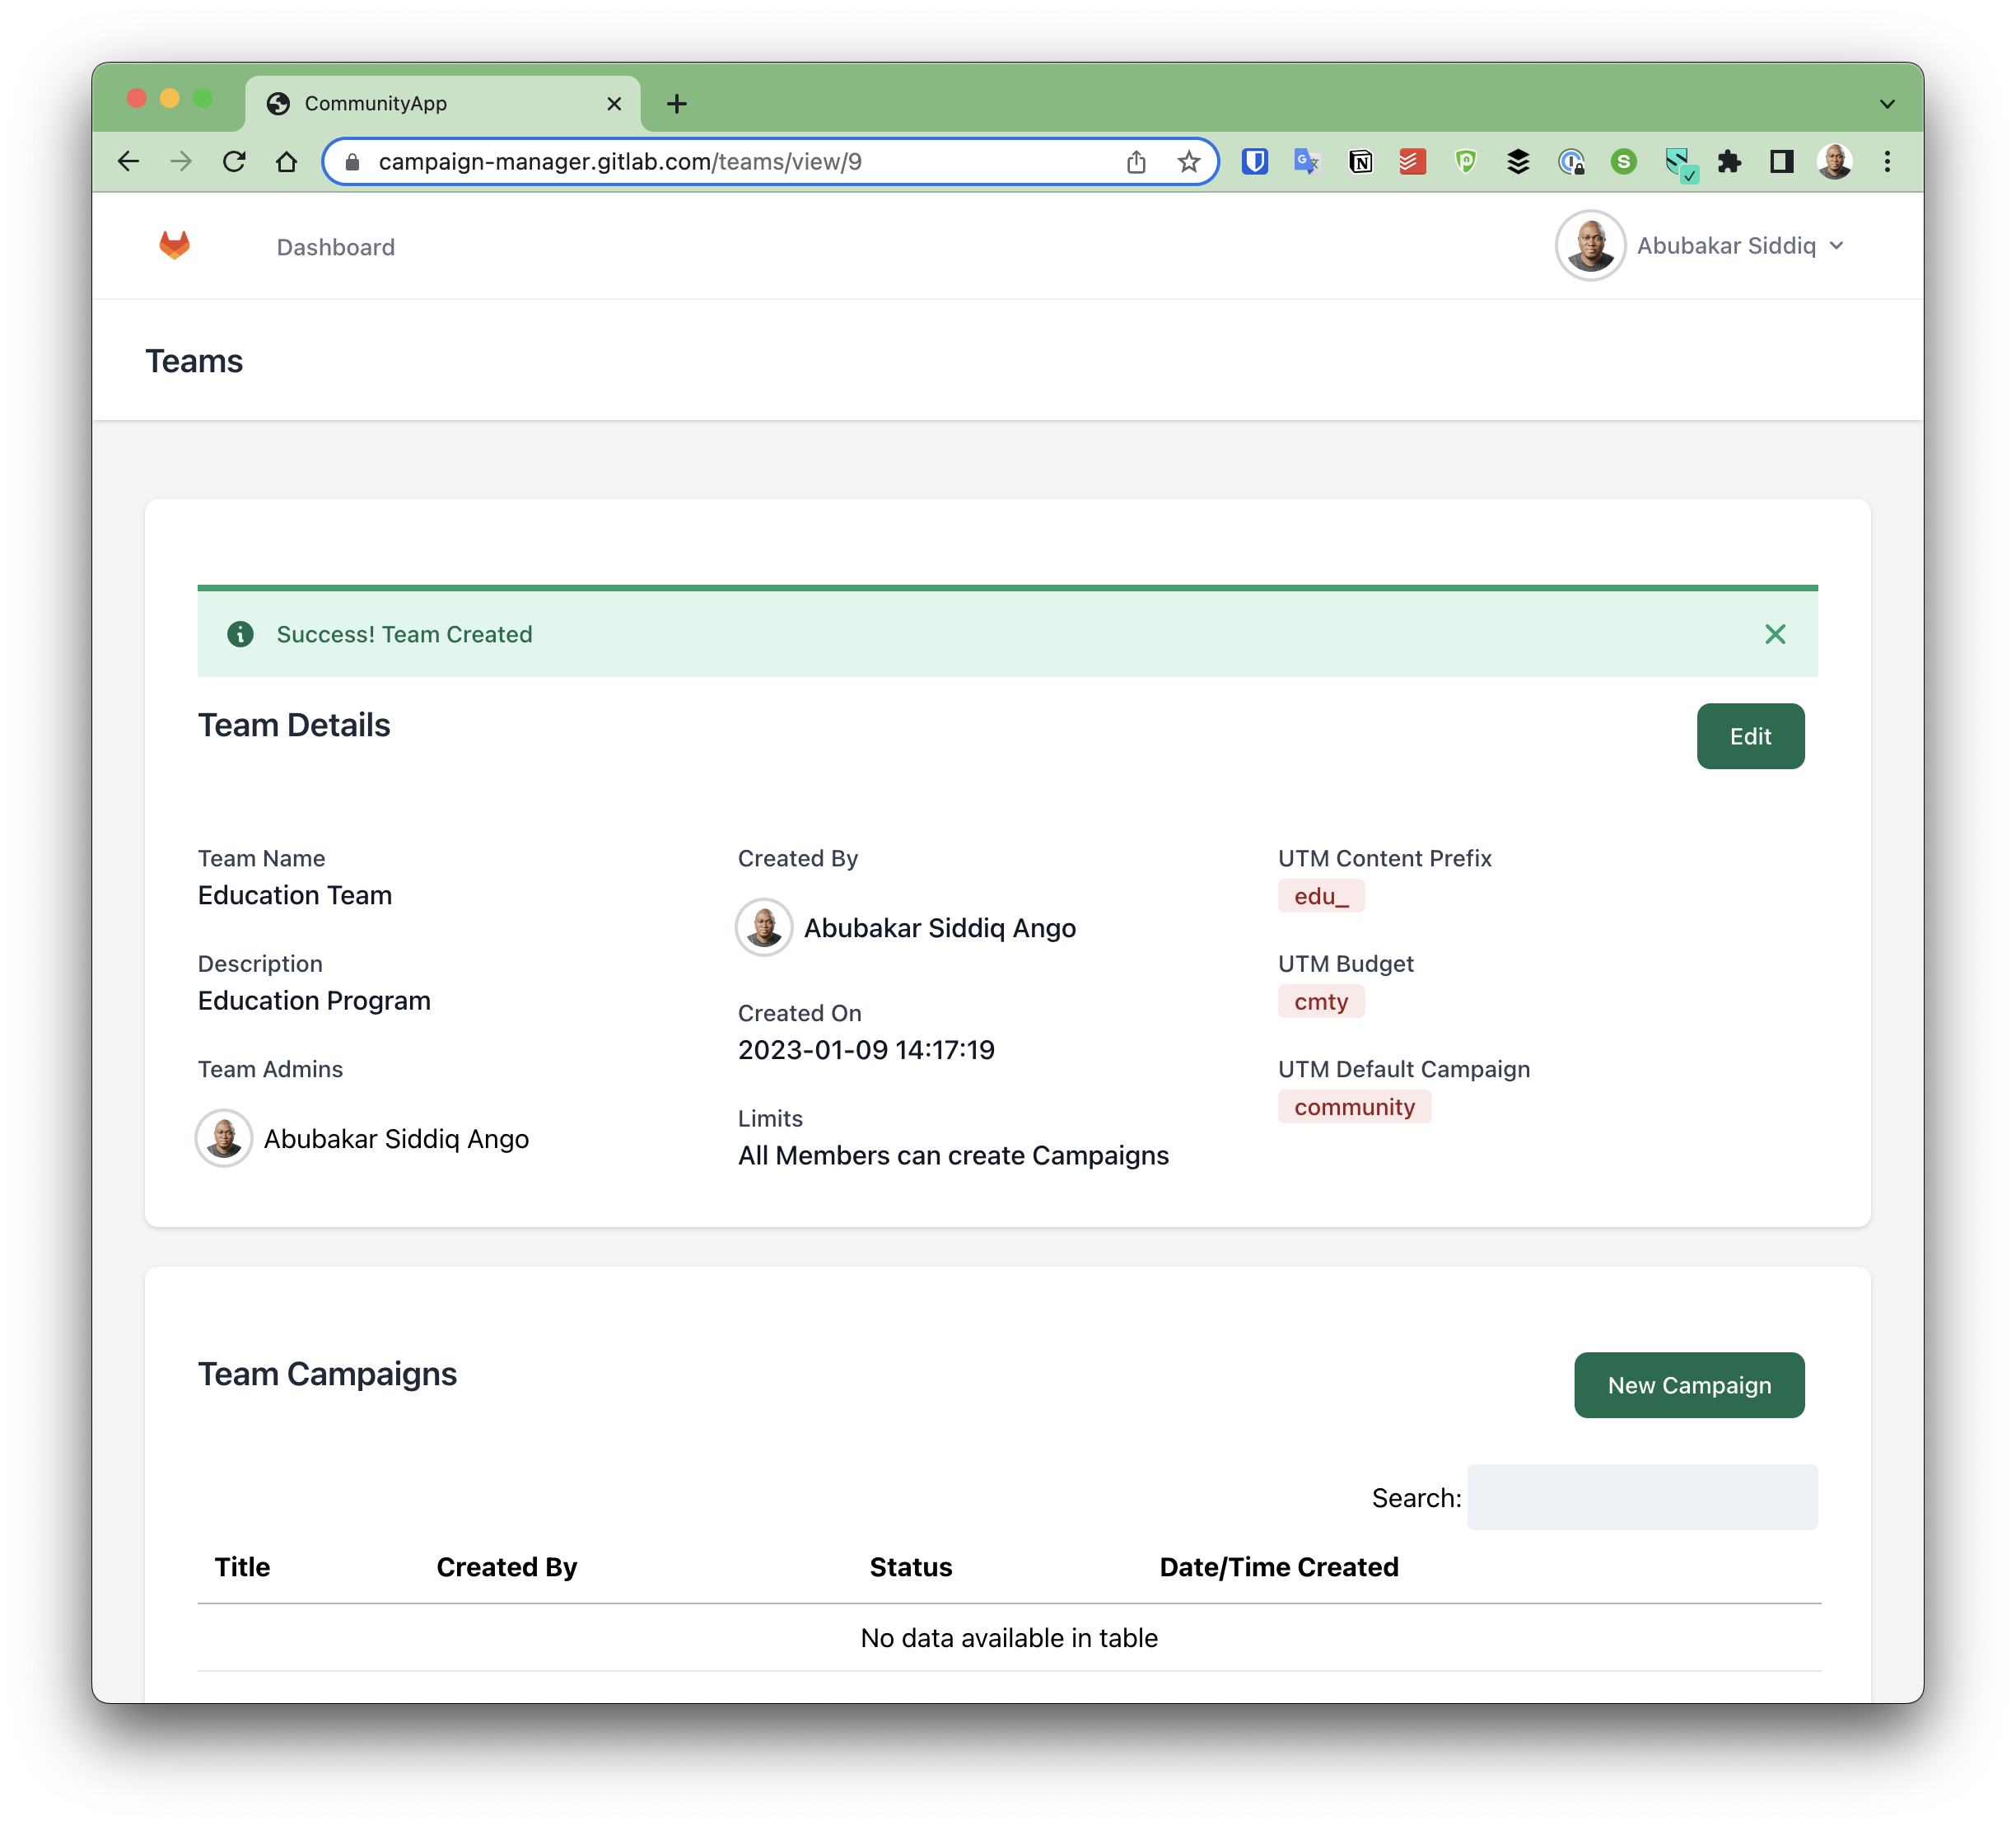 CommunityApp
campaign-manager.gitlab.com/teams/view/9
Dashboard
Abubakar Siddiq
Teams
Success! Team Created
Team Details
Edit
Team Name
Education Team
Description
Education Program
Team Admins
Abubakar Siddiq Ango
Created By
Abubakar Siddiq Ango
Created On
2023-01-09 14:17:19
Limits
All Members can create Campaigns
UTM Content Prefix
edu_
UTM Budget
cmty
UTM Default Campaign
community
Team Campaigns
New Campaign
Search:
Title Created By Status Date/Time Created
No data available in table